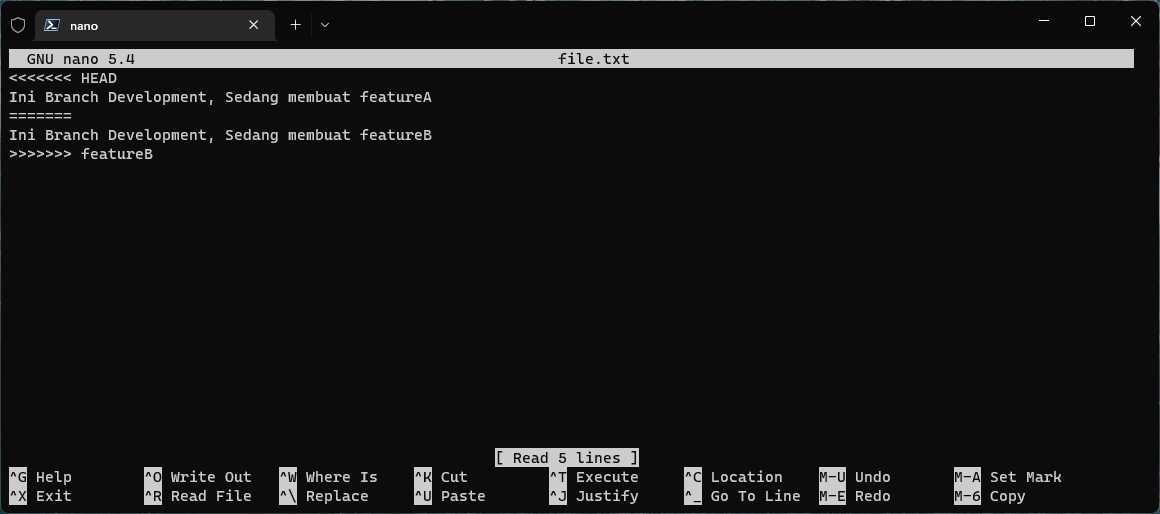 nano
GNU nano 5.4 file.txt
<<<<<<< HEAD
Ini Branch Development, Sedang membuat featureA
=======
Ini Branch Development, Sedang membuat featureB
>>>>>>> featureB
[ Read 5 lines ]
^G Help ^O Write Out ^W Where Is ^K Cut ^T Execute ^C Location M-U Undo M-A Set Mark
^X Exit ^R Read File ^\ Replace ^U Paste ^J Justify ^_ Go To Line M-E Redo M-6 Copy